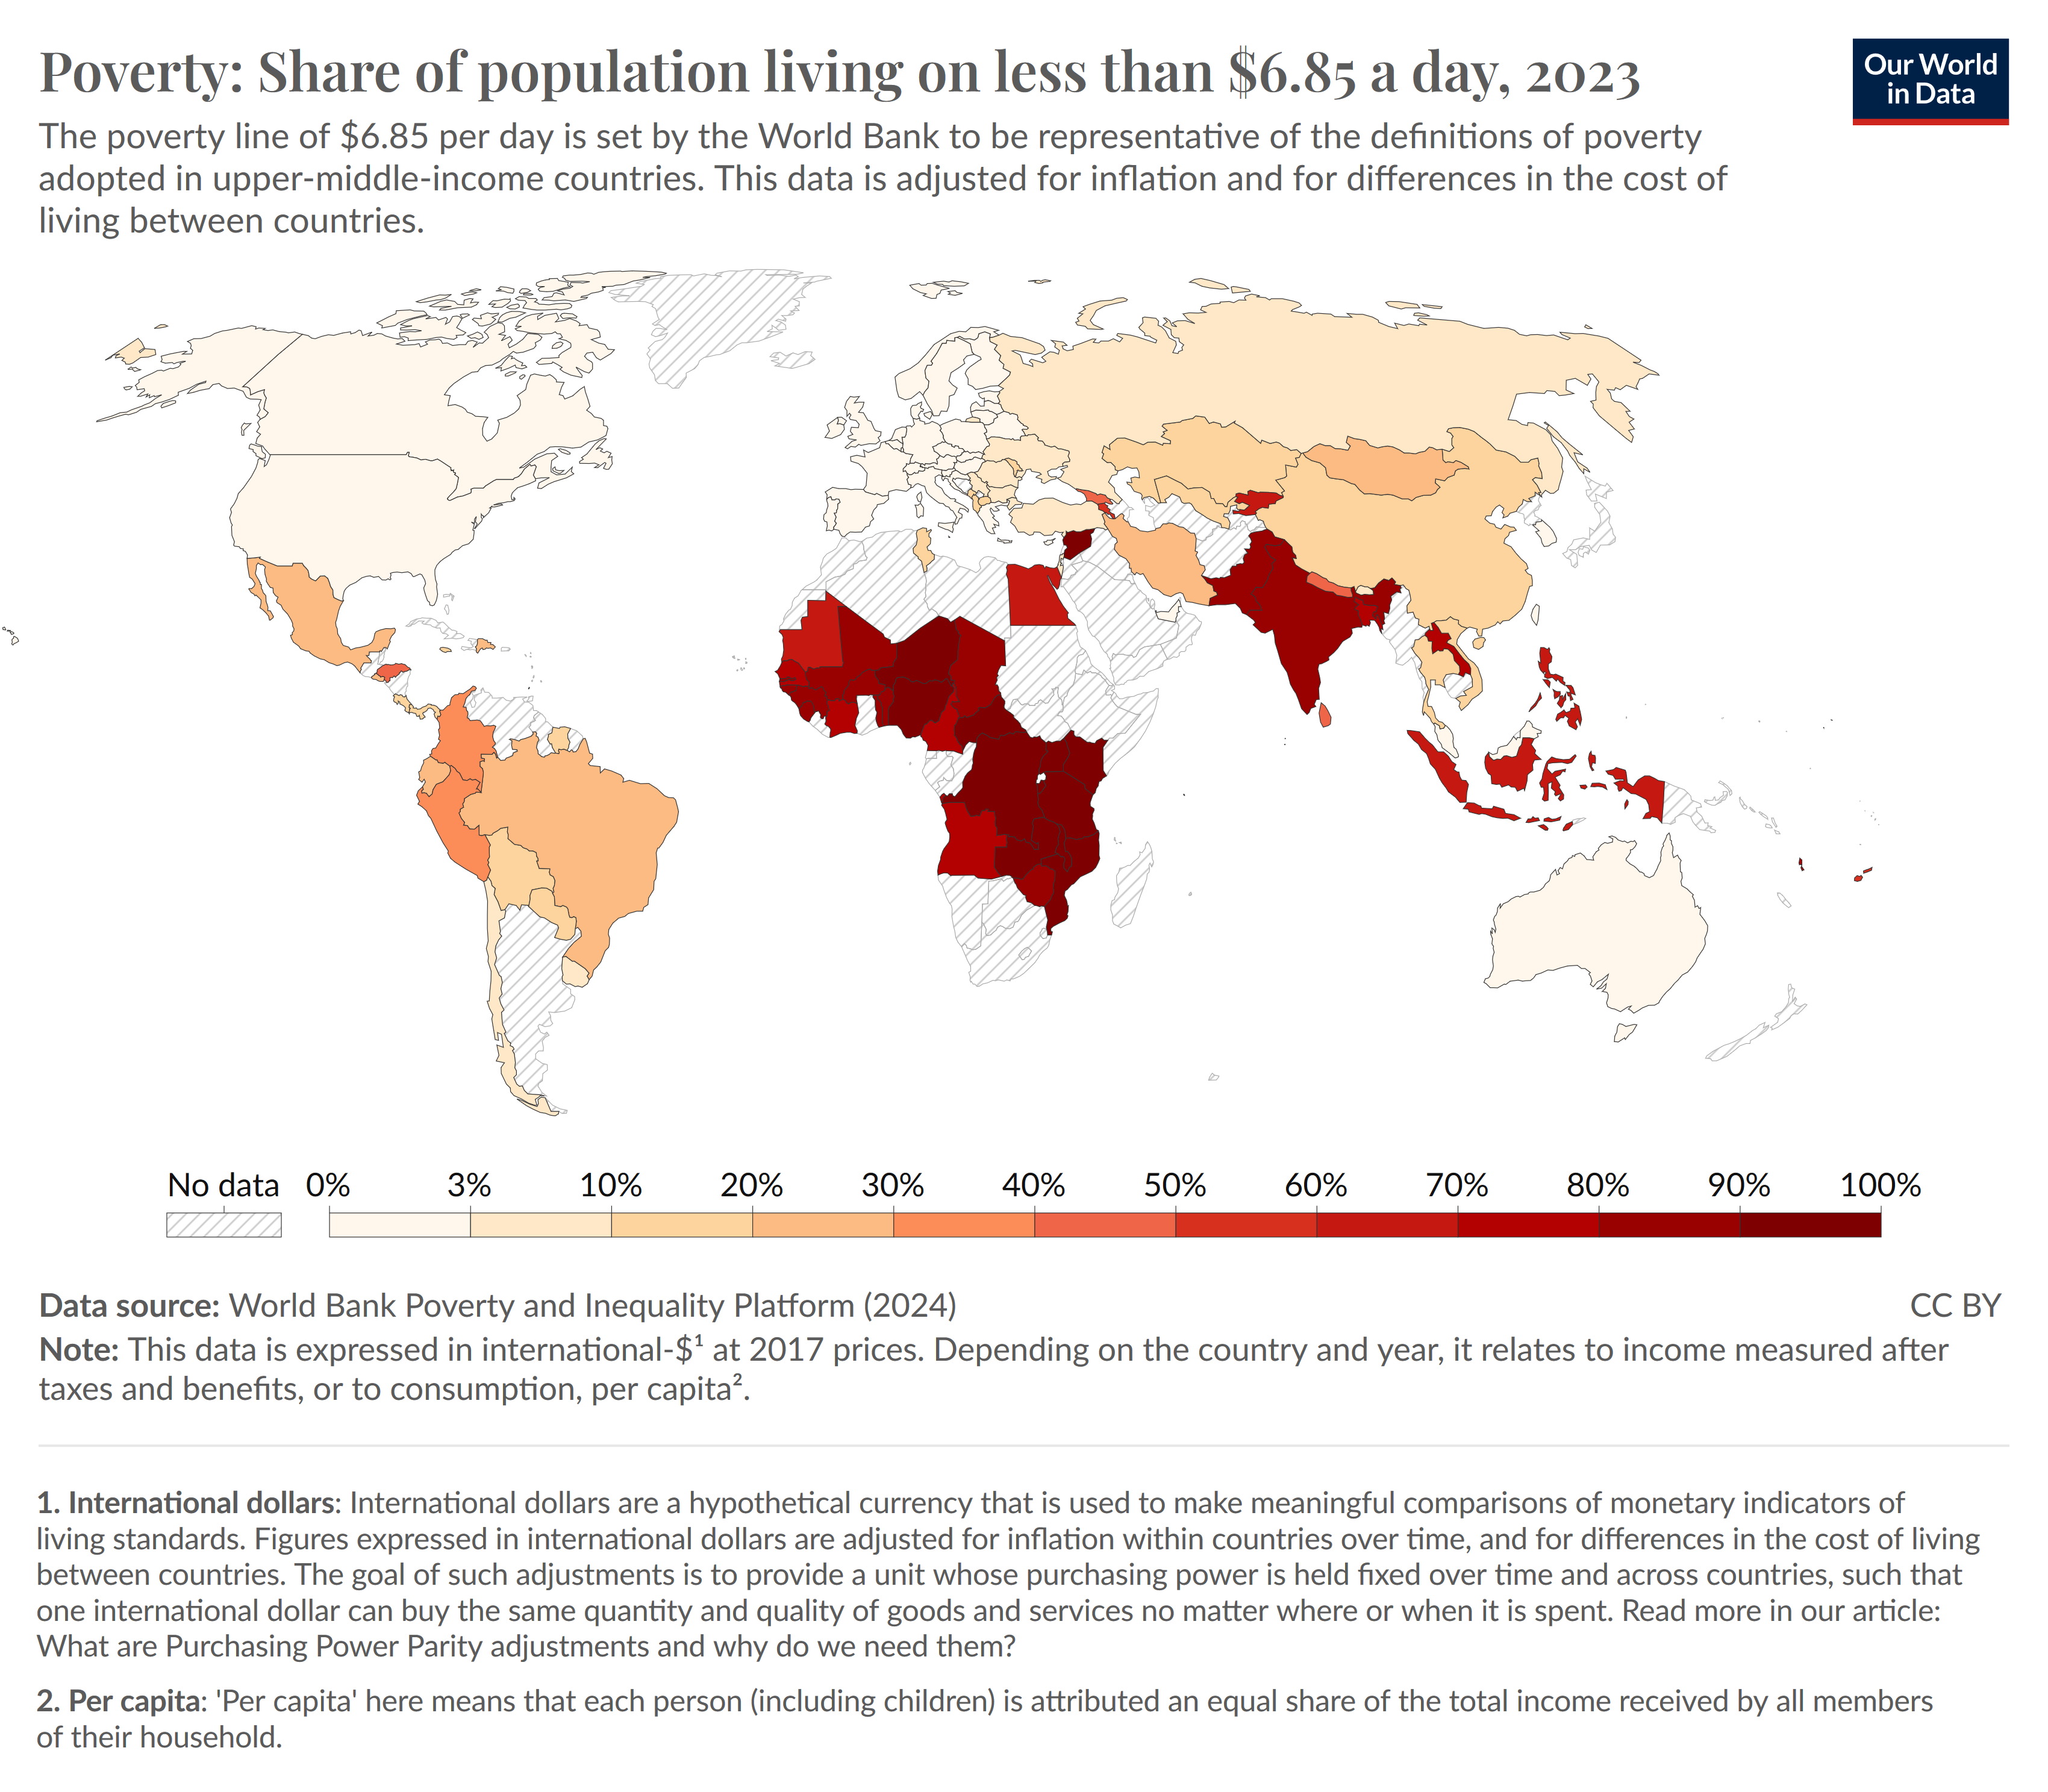 Poverty: Share of population living on less than $6.85 a day, 2023
Our World
in Data
The poverty line of $6.85 per day is set by the World Bank to be representative of the definitions of poverty
adopted in upper-middle-income countries. This data is adjusted for inflation and for differences in the cost of
living between countries.
No data 0% 3% 10% 20% 30% 40% 50% 60% 70% 80% 90% 100%
Data source: World Bank Poverty and Inequality Platform (2024)
CC BY
Note: This data is expressed in international-$¹ at 2017 prices. Depending on the country and year, it relates to income measured after
taxes and benefits, or to consumption, per capita².
1. International dollars: International dollars are a hypothetical currency that is used to make meaningful comparisons of monetary indicators of
living standards. Figures expressed in international dollars are adjusted for inflation within countries over time, and for differences in the cost of living
between countries. The goal of such adjustments is to provide a unit whose purchasing power is held fixed over time and across countries, such that
one international dollar can buy the same quantity and quality of goods and services no matter where or when it is spent. Read more in our article:
What are Purchasing Power Parity adjustments and why do we need them?
2. Per capita: 'Per capita' here means that each person (including children) is attributed an equal share of the total income received by all members
of their household.